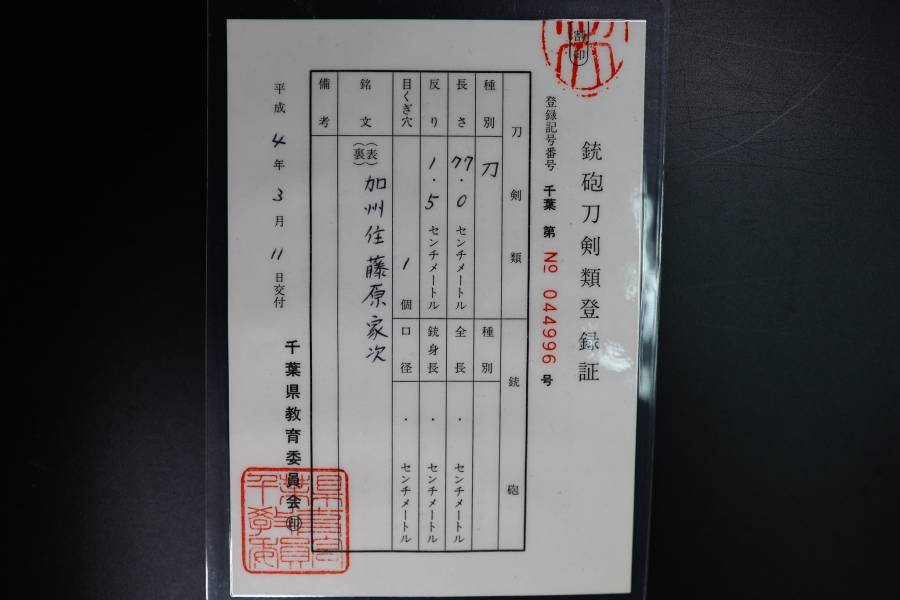 銃砲刀剣類登録証
割印
登録記号番号 千葉 第 No 044996 号
刀剣類
種別 刀
長さ 77.0 センチメートル
反り 1.5 センチメートル
目くぎ穴 1 個
銘文 (表)(裏) 加州住藤原家次
備考
銃砲
種別
全長 . センチメートル
銃身長 . センチメートル
口径 . センチメートル
平成4年3月11日交付
千葉県教育委員会 印